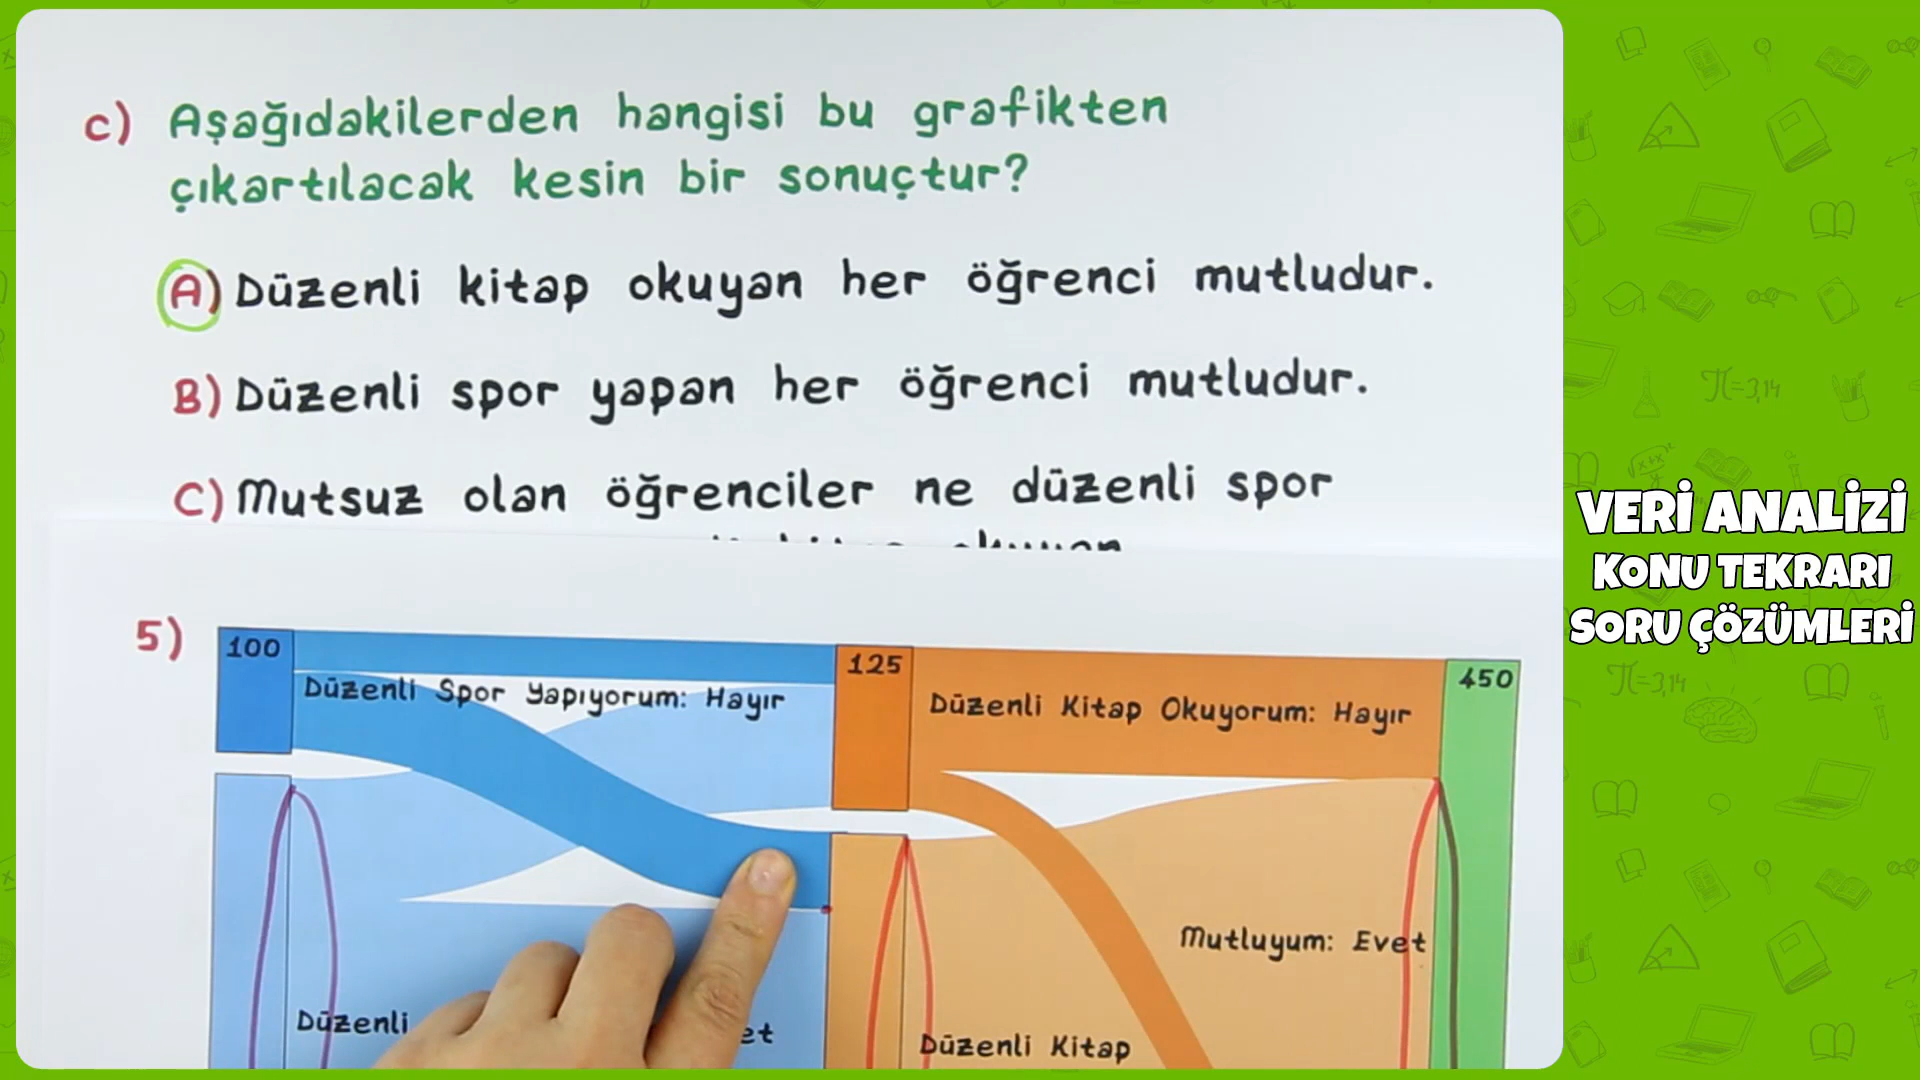 c) Aşağıdakilerden hangisi bu grafikten
çıkartılacak kesin bir sonuçtur?
A) Düzenli kitap okuyan her öğrenci mutludur.
B) Düzenli spor yapan her öğrenci mutludur.
C) Mutsuz olan öğrenciler ne düzenli spor
5)
100
Düzenli Spor Yapıyorum: Hayır
125
Düzenli Kitap Okuyorum: Hayır
450
Mutluyum: Evet
Düzenli
Düzenli Kitap
VERİ ANALİZİ
KONU TEKRARI
SORU ÇÖZÜMLERİ